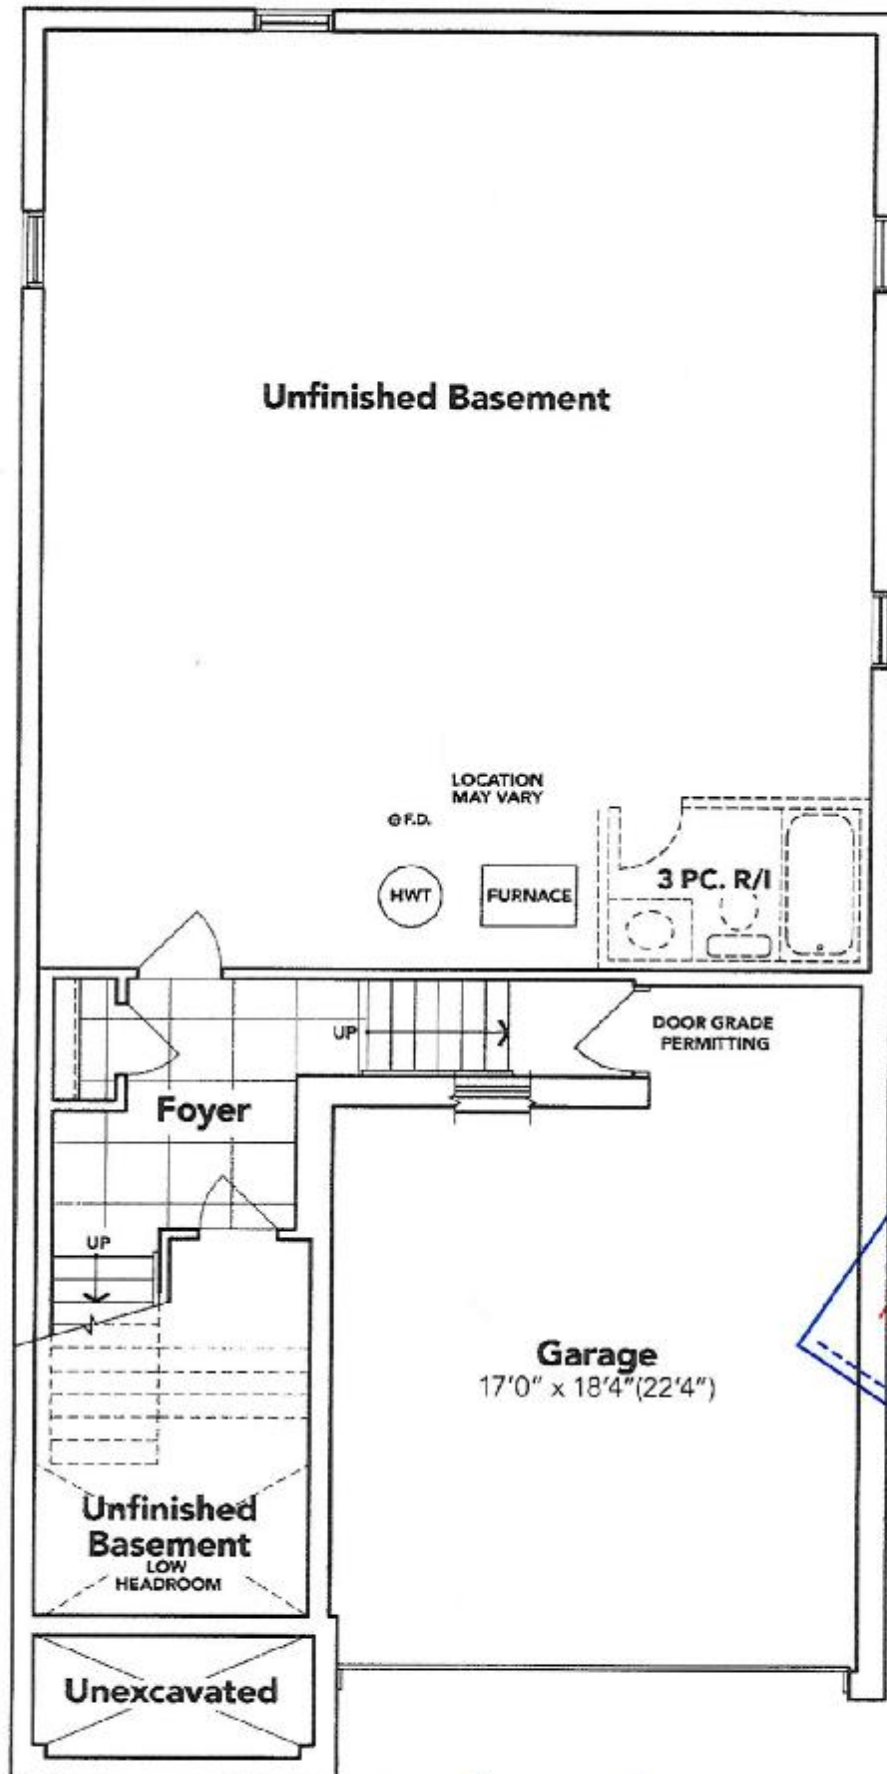 Unfinished Basement
LOCATION
MAY VARY
F.D.
HWT
FURNACE
3 PC. R/I
UP
DOOR GRADE
PERMITTING
Foyer
UP
Garage
17'0" x 18'4"(22'4")
Unfinished
Basement
LOW
HEADROOM
Unexcavated